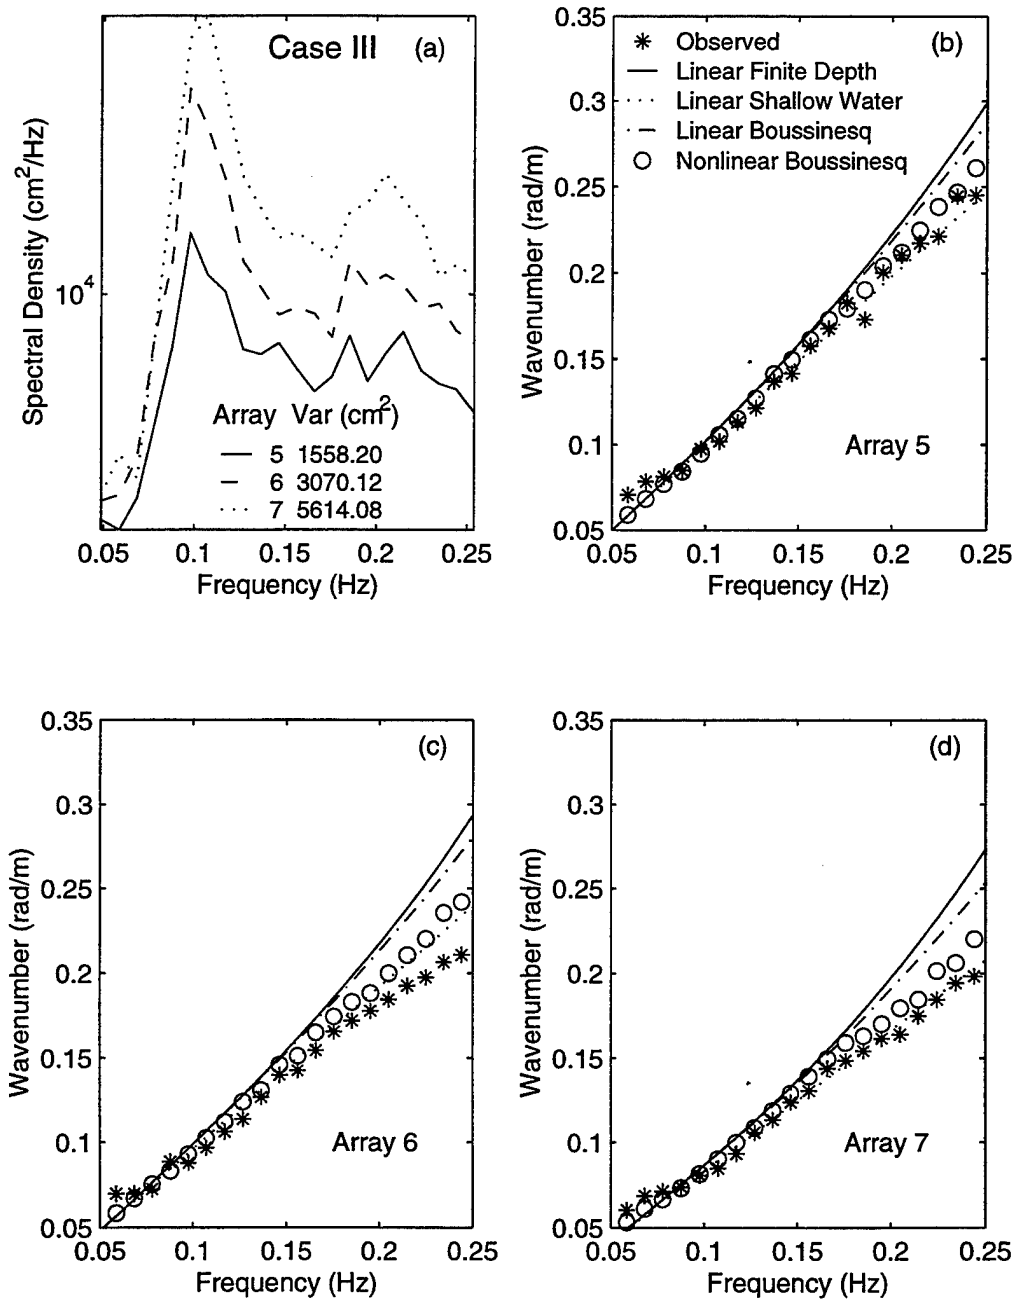 Case III (a)
Spectral Density (cm²/Hz)
10⁴
Array Var (cm²)
5 1558.20
6 3070.12
7 5614.08
0.05 0.1 0.15 0.2 0.25
Frequency (Hz)
(b)
Observed
Linear Finite Depth
Linear Shallow Water
Linear Boussinesq
Nonlinear Boussinesq
Wavenumber (rad/m)
0.35
0.3
0.25
0.2
0.15
0.1
0.05
Array 5
0.05 0.1 0.15 0.2 0.25
Frequency (Hz)
(c)
Wavenumber (rad/m)
0.35
0.3
0.25
0.2
0.15
0.1
0.05
Array 6
0.05 0.1 0.15 0.2 0.25
Frequency (Hz)
(d)
Wavenumber (rad/m)
0.35
0.3
0.25
0.2
0.15
0.1
0.05
Array 7
0.05 0.1 0.15 0.2 0.25
Frequency (Hz)